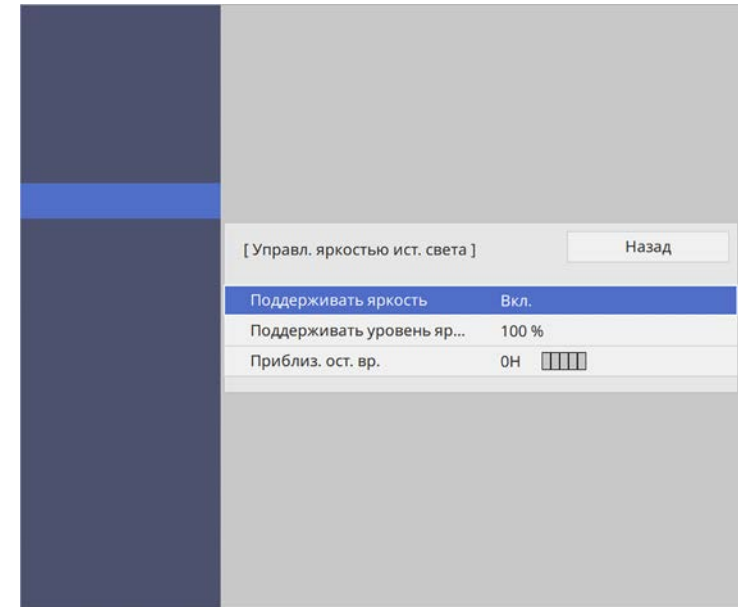 [ Управл. яркостью ист. света ] Назад
Поддерживать яркость Вкл.
Поддерживать уровень яр... 100 %
Приблиз. ост. вр. 0H